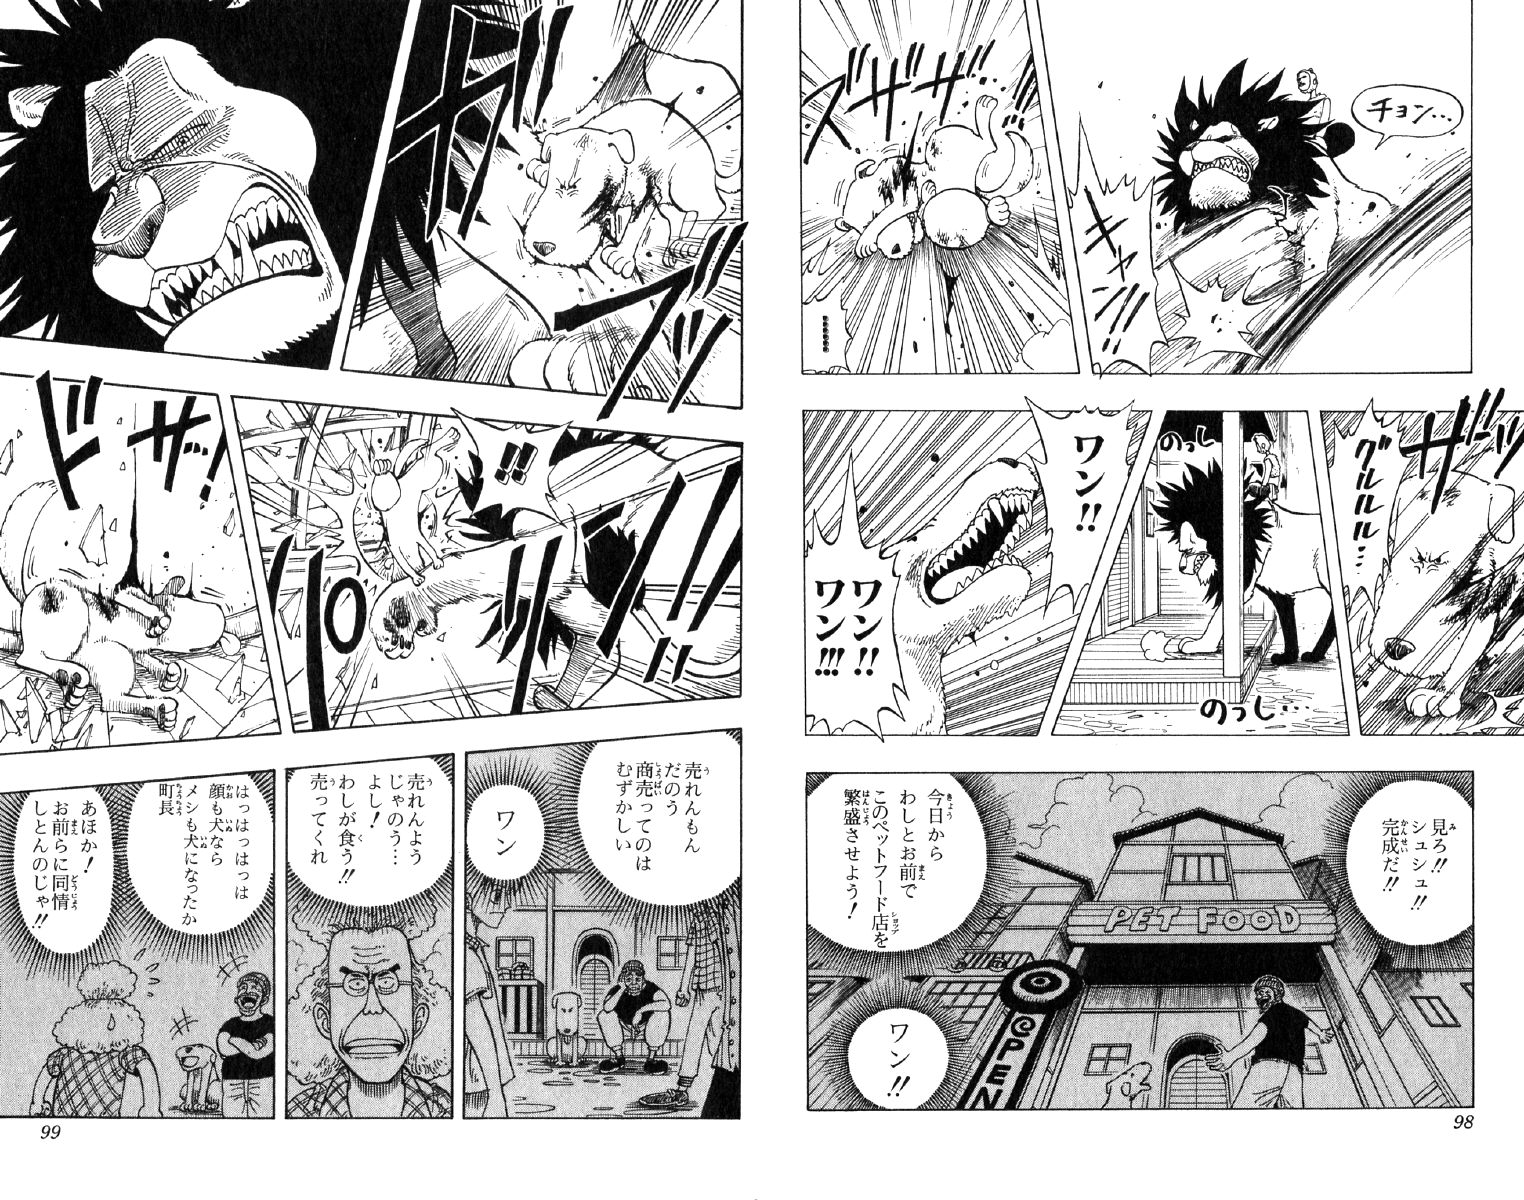 チョン…
キャン!!!
ズザザッ
……
ザッ
グルルルル…
のっし
のっし…
ワン!!
ワン!!
ワン!!!
見ろ!!
シュシュ!!
完成だ!!
今日から
わしとお前で
このペットフード店を
繁盛させよう!
PET FOOD
OPEN
ワン!!
98
ガブッ!!
!!
ドザッ!
売れんもん
だのう
商売ってのは
むずかしい
ワン
売れんよう
じゃのう…
よし!
わしが食う!!
売ってくれ
はっはっはっは
顔も犬なら
メシも犬になったか
町長
あほか!
お前らに同情
しとんのじゃ!!
99